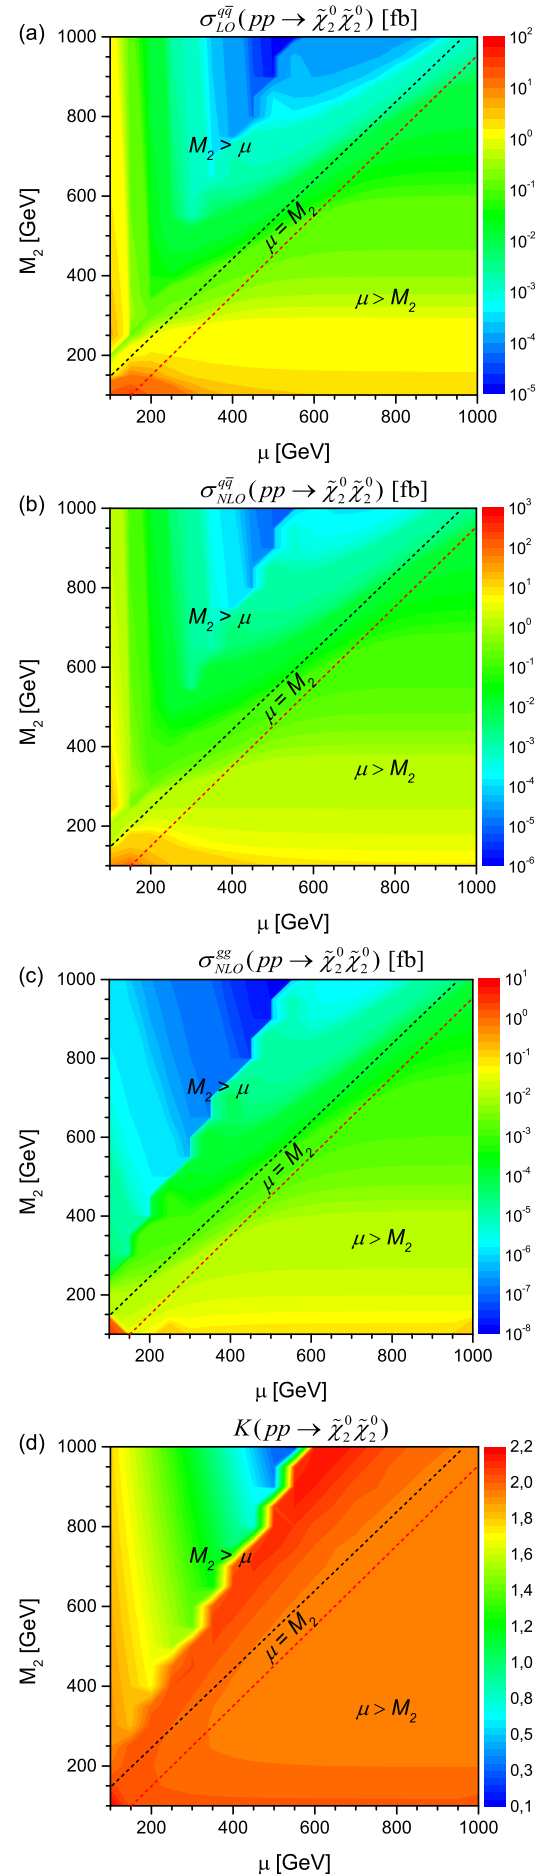 (a) σ_LO^{qq̄}(pp → χ̃₂⁰χ̃₂⁰) [fb]
1000
800
600
400
200
M₂ [GeV]
M₂ > μ
μ = M₂
μ > M₂
200 400 600 800 1000
μ [GeV]
10²
10¹
10⁰
10⁻¹
10⁻²
10⁻³
10⁻⁴
10⁻⁵
(b) σ_NLO^{qq̄}(pp → χ̃₂⁰χ̃₂⁰) [fb]
1000
800
600
400
200
M₂ [GeV]
M₂ > μ
μ = M₂
μ > M₂
200 400 600 800 1000
μ [GeV]
10³
10²
10¹
10⁰
10⁻¹
10⁻²
10⁻³
10⁻⁴
10⁻⁵
10⁻⁶
(c) σ_NLO^{gg}(pp → χ̃₂⁰χ̃₂⁰) [fb]
1000
800
600
400
200
M₂ [GeV]
M₂ > μ
μ = M₂
μ > M₂
200 400 600 800 1000
μ [GeV]
10¹
10⁰
10⁻¹
10⁻²
10⁻³
10⁻⁴
10⁻⁵
10⁻⁶
10⁻⁷
10⁻⁸
(d) K(pp → χ̃₂⁰χ̃₂⁰)
1000
800
600
400
200
M₂ [GeV]
M₂ > μ
μ = M₂
μ > M₂
200 400 600 800 1000
μ [GeV]
2,2
1,8
1,6
1,4
1,2
1,0
0,8
0,5
0,3
0,1